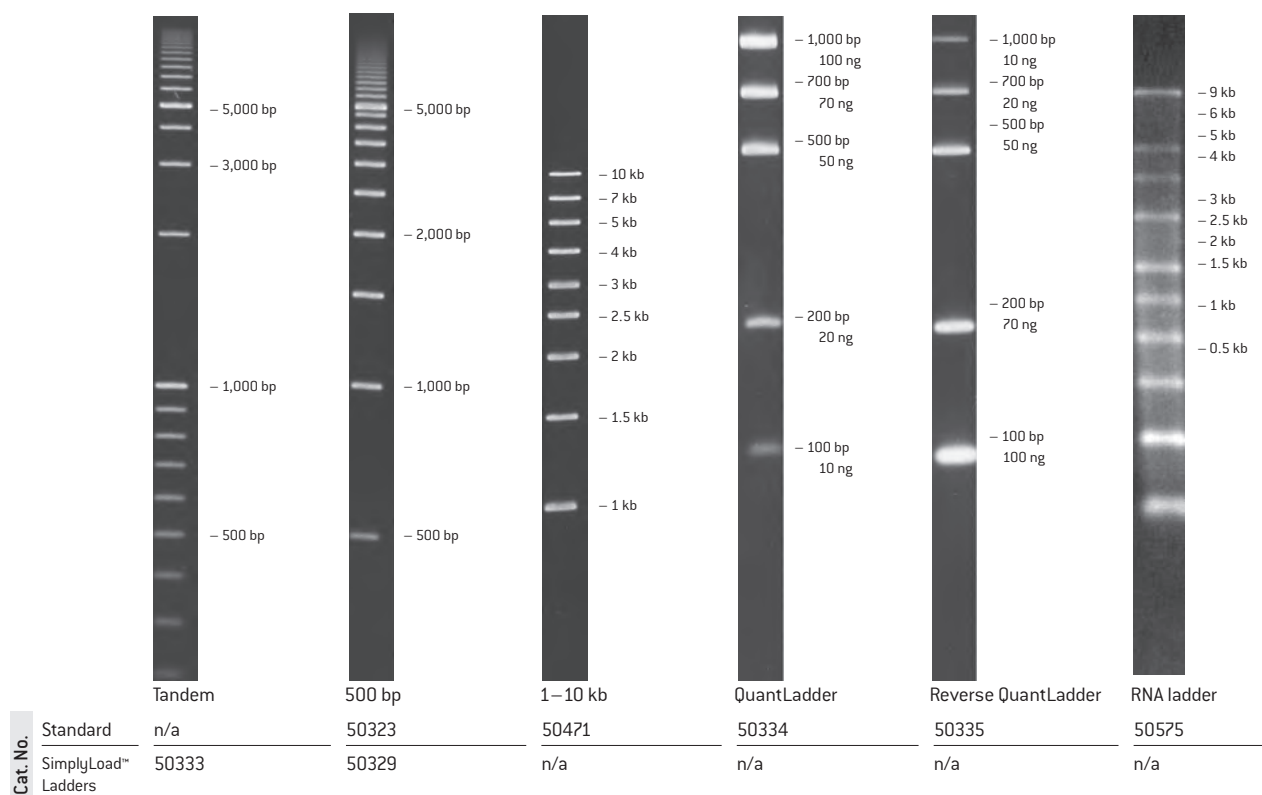 – 5,000 bp
– 3,000 bp
– 1,000 bp
– 500 bp
– 5,000 bp
– 2,000 bp
– 1,000 bp
– 500 bp
– 10 kb
– 7 kb
– 5 kb
– 4 kb
– 3 kb
– 2.5 kb
– 2 kb
– 1.5 kb
– 1 kb
– 1,000 bp
100 ng
– 700 bp
70 ng
– 500 bp
50 ng
– 200 bp
20 ng
– 100 bp
10 ng
– 1,000 bp
10 ng
– 700 bp
20 ng
– 500 bp
50 ng
– 200 bp
70 ng
– 100 bp
100 ng
– 9 kb
– 6 kb
– 5 kb
– 4 kb
– 3 kb
– 2.5 kb
– 2 kb
– 1.5 kb
– 1 kb
– 0.5 kb
Tandem 500 bp 1–10 kb QuantLadder Reverse QuantLadder RNA ladder
Cat. No.
Standard n/a 50323 50471 50334 50335 50575
SimplyLoad™ 50333 50329 n/a n/a n/a n/a
Ladders